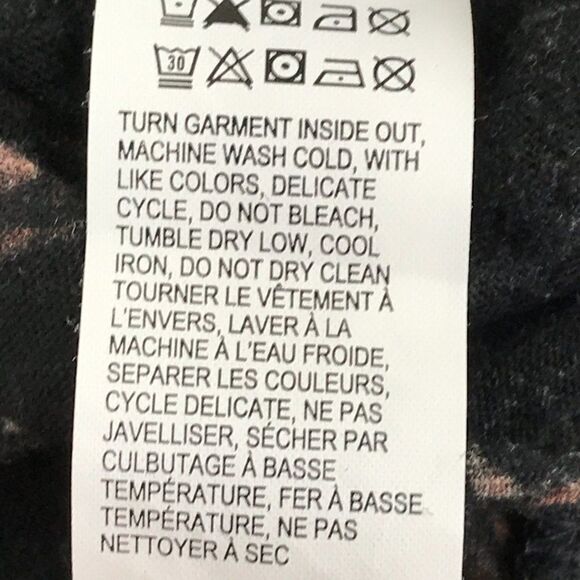 30
TURN GARMENT INSIDE OUT,
MACHINE WASH COLD, WITH
LIKE COLORS, DELICATE
CYCLE, DO NOT BLEACH,
TUMBLE DRY LOW, COOL
IRON, DO NOT DRY CLEAN
TOURNER LE VÊTEMENT À
L'ENVERS, LAVER À LA
MACHINE À L'EAU FROIDE,
SEPARER LES COULEURS,
CYCLE DELICATE, NE PAS
JAVELLISER, SÉCHER PAR
CULBUTAGE À BASSE
TEMPÉRATURE, FER À BASSE
TEMPÉRATURE, NE PAS
NETTOYER À SEC